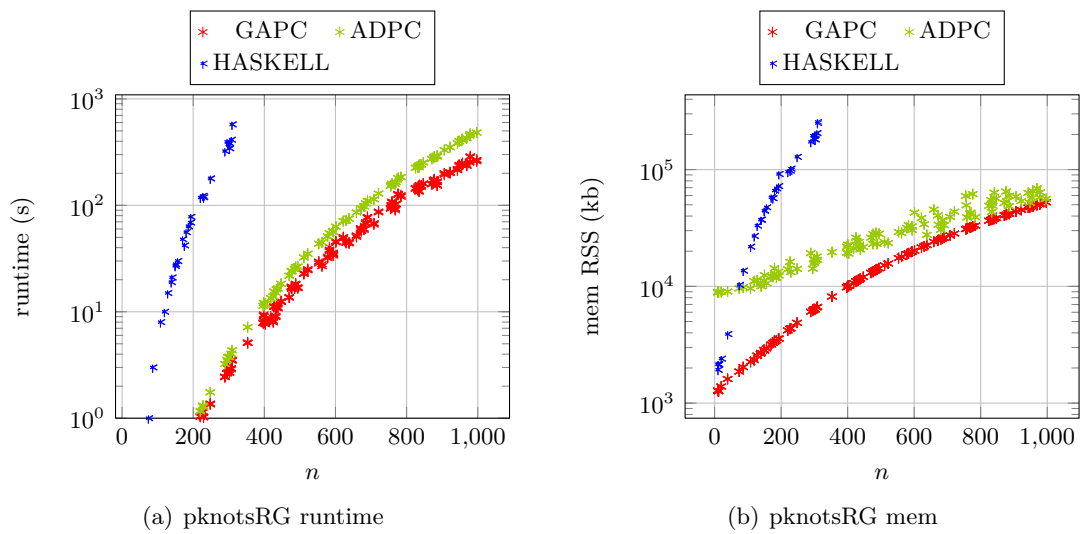 GAPC ADPC
HASKELL
10^3
10^2
10^1
10^0
runtime (s)
0 200 400 600 800 1,000
n
(a) pknotsRG runtime
GAPC ADPC
HASKELL
10^5
10^4
10^3
mem RSS (kb)
0 200 400 600 800 1,000
n
(b) pknotsRG mem